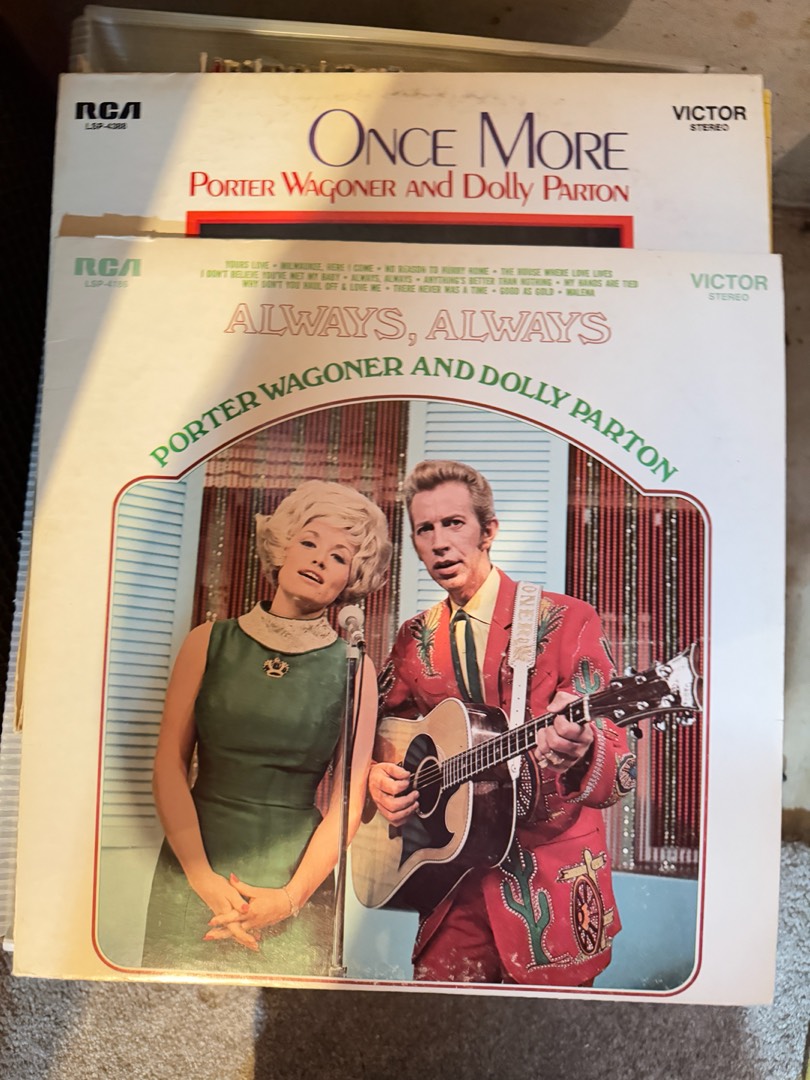 RCA
LSP-4388
VICTOR
STEREO
ONCE MORE
PORTER WAGONER AND DOLLY PARTON
RCA
LSP-4186
VICTOR
STEREO
YOURS LOVE • MILWAUKEE, HERE I COME • NO REASON TO HURRY HOME • THE HOUSE WHERE LOVE LIVES
I DON'T BELIEVE YOU'VE MET MY BABY • ALWAYS, ALWAYS • ANYTHING'S BETTER THAN NOTHING • MY HANDS ARE TIED
WHY DON'T YOU HAUL OFF & LOVE ME • THERE NEVER WAS A TIME • GOOD AS GOLD • MALENA
ALWAYS, ALWAYS
PORTER WAGONER AND DOLLY PARTON